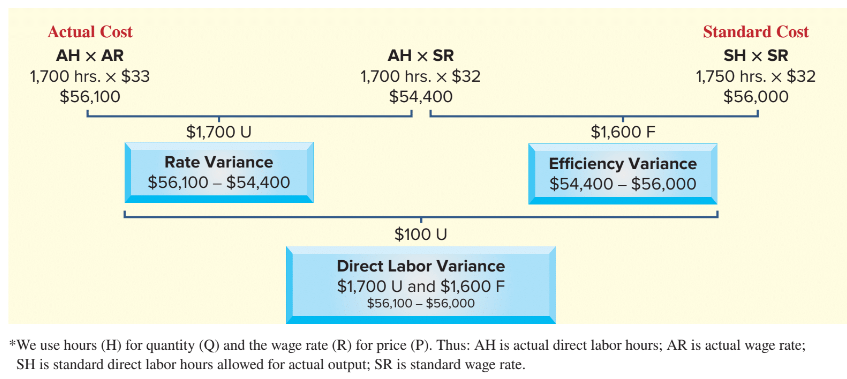 Actual Cost
AH × AR
1,700 hrs. × $33
$56,100
AH × SR
1,700 hrs. × $32
$54,400
Standard Cost
SH × SR
1,750 hrs. × $32
$56,000
$1,700 U
Rate Variance
$56,100 – $54,400
$1,600 F
Efficiency Variance
$54,400 – $56,000
$100 U
Direct Labor Variance
$1,700 U and $1,600 F
$56,100 – $56,000
*We use hours (H) for quantity (Q) and the wage rate (R) for price (P). Thus: AH is actual direct labor hours; AR is actual wage rate;
SH is standard direct labor hours allowed for actual output; SR is standard wage rate.